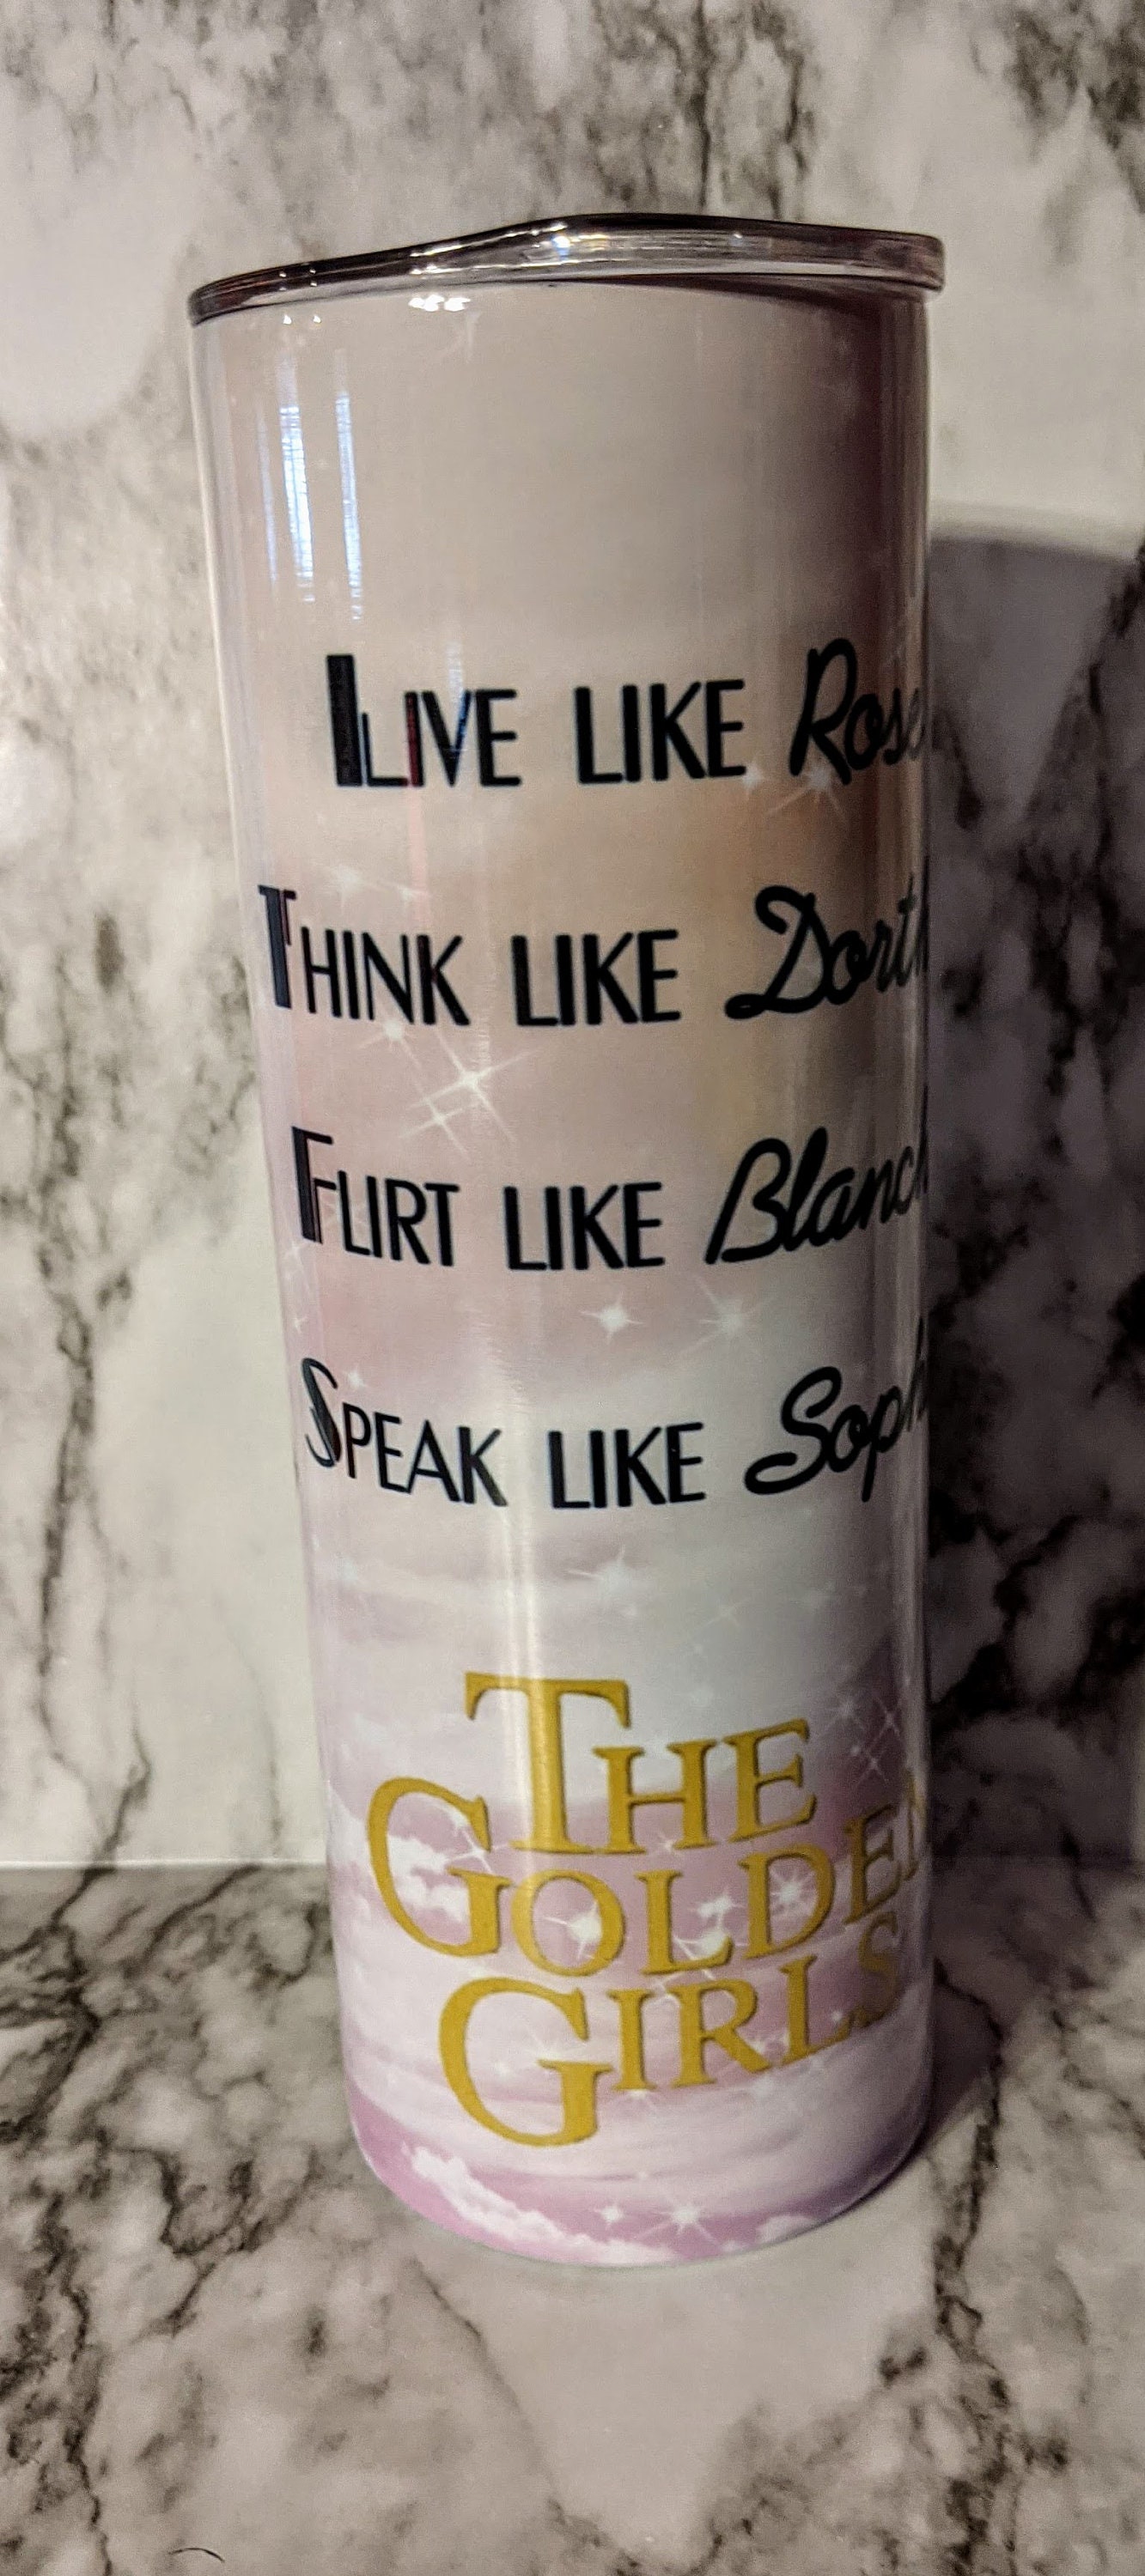 LIVE LIKE Rose
THINK LIKE Dorth
FLIRT LIKE Blanch
SPEAK LIKE Soph
THE
GOLDEN
GIRLS